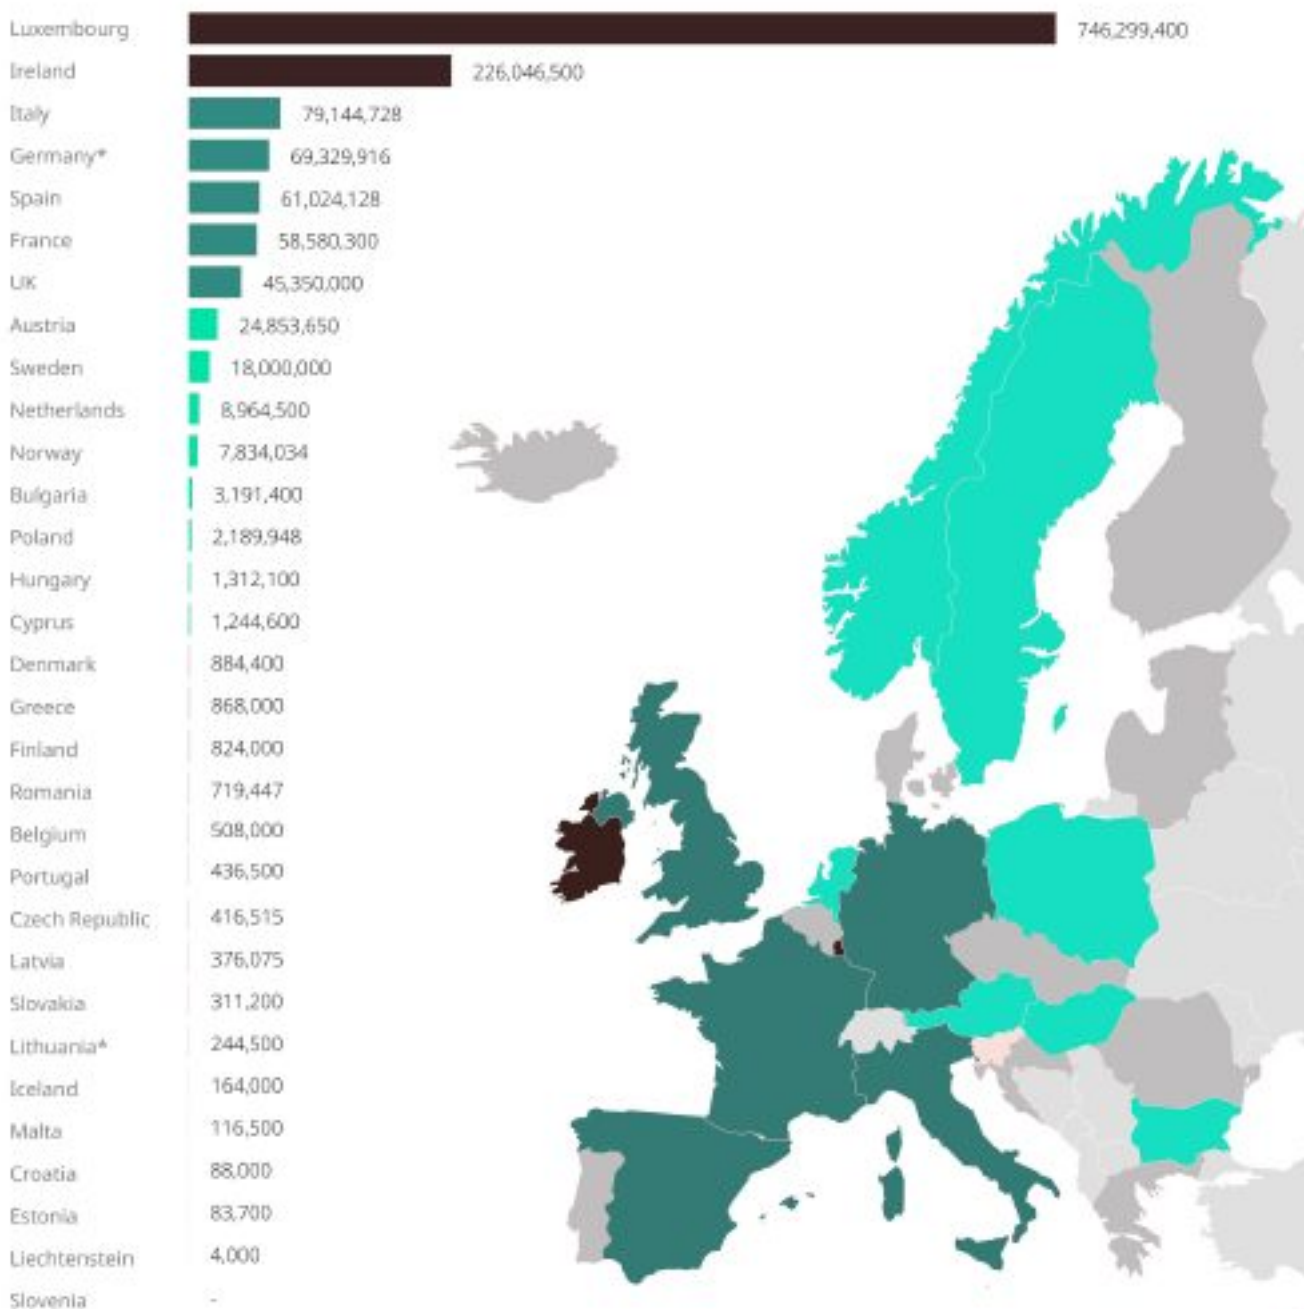 Luxembourg 746,299,400
Ireland 226,046,500
Italy 79,144,728
Germany* 69,329,916
Spain 61,024,128
France 58,580,300
UK 45,350,000
Austria 24,853,650
Sweden 18,000,000
Netherlands 8,964,500
Norway 7,834,034
Bulgaria 3,191,400
Poland 2,189,948
Hungary 1,312,100
Cyprus 1,244,600
Denmark 884,400
Greece 868,000
Finland 824,000
Romania 719,447
Belgium 508,000
Portugal 436,500
Czech Republic 416,515
Latvia 376,075
Slovakia 311,200
Lithuania* 244,500
Iceland 164,000
Malta 116,500
Croatia 88,000
Estonia 83,700
Liechtenstein 4,000
Slovenia -